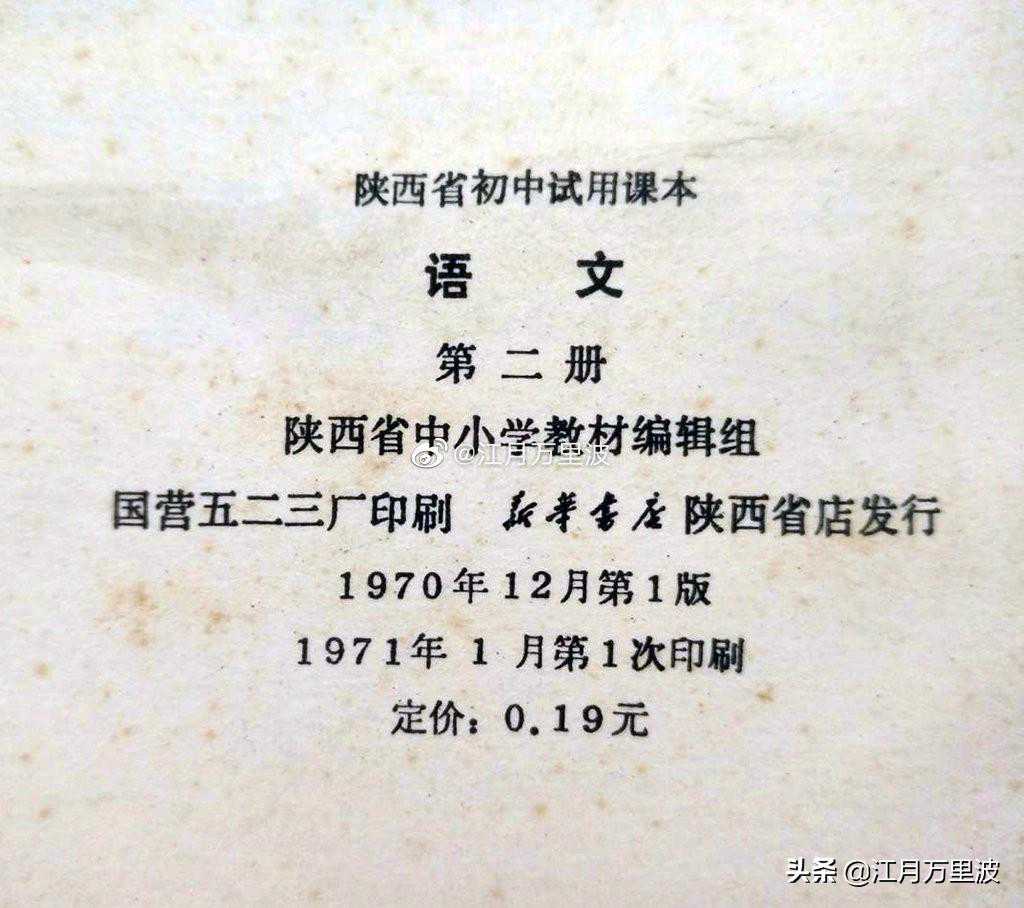 陕西省初中试用课本
语 文
第二册
陕西省中小学教材编辑组
@江月万里波
国营五二三厂印刷 新华书店 陕西省店发行
1970年12月第1版
1971年1月第1次印刷
定价：0.19元
头条 @江月万里波